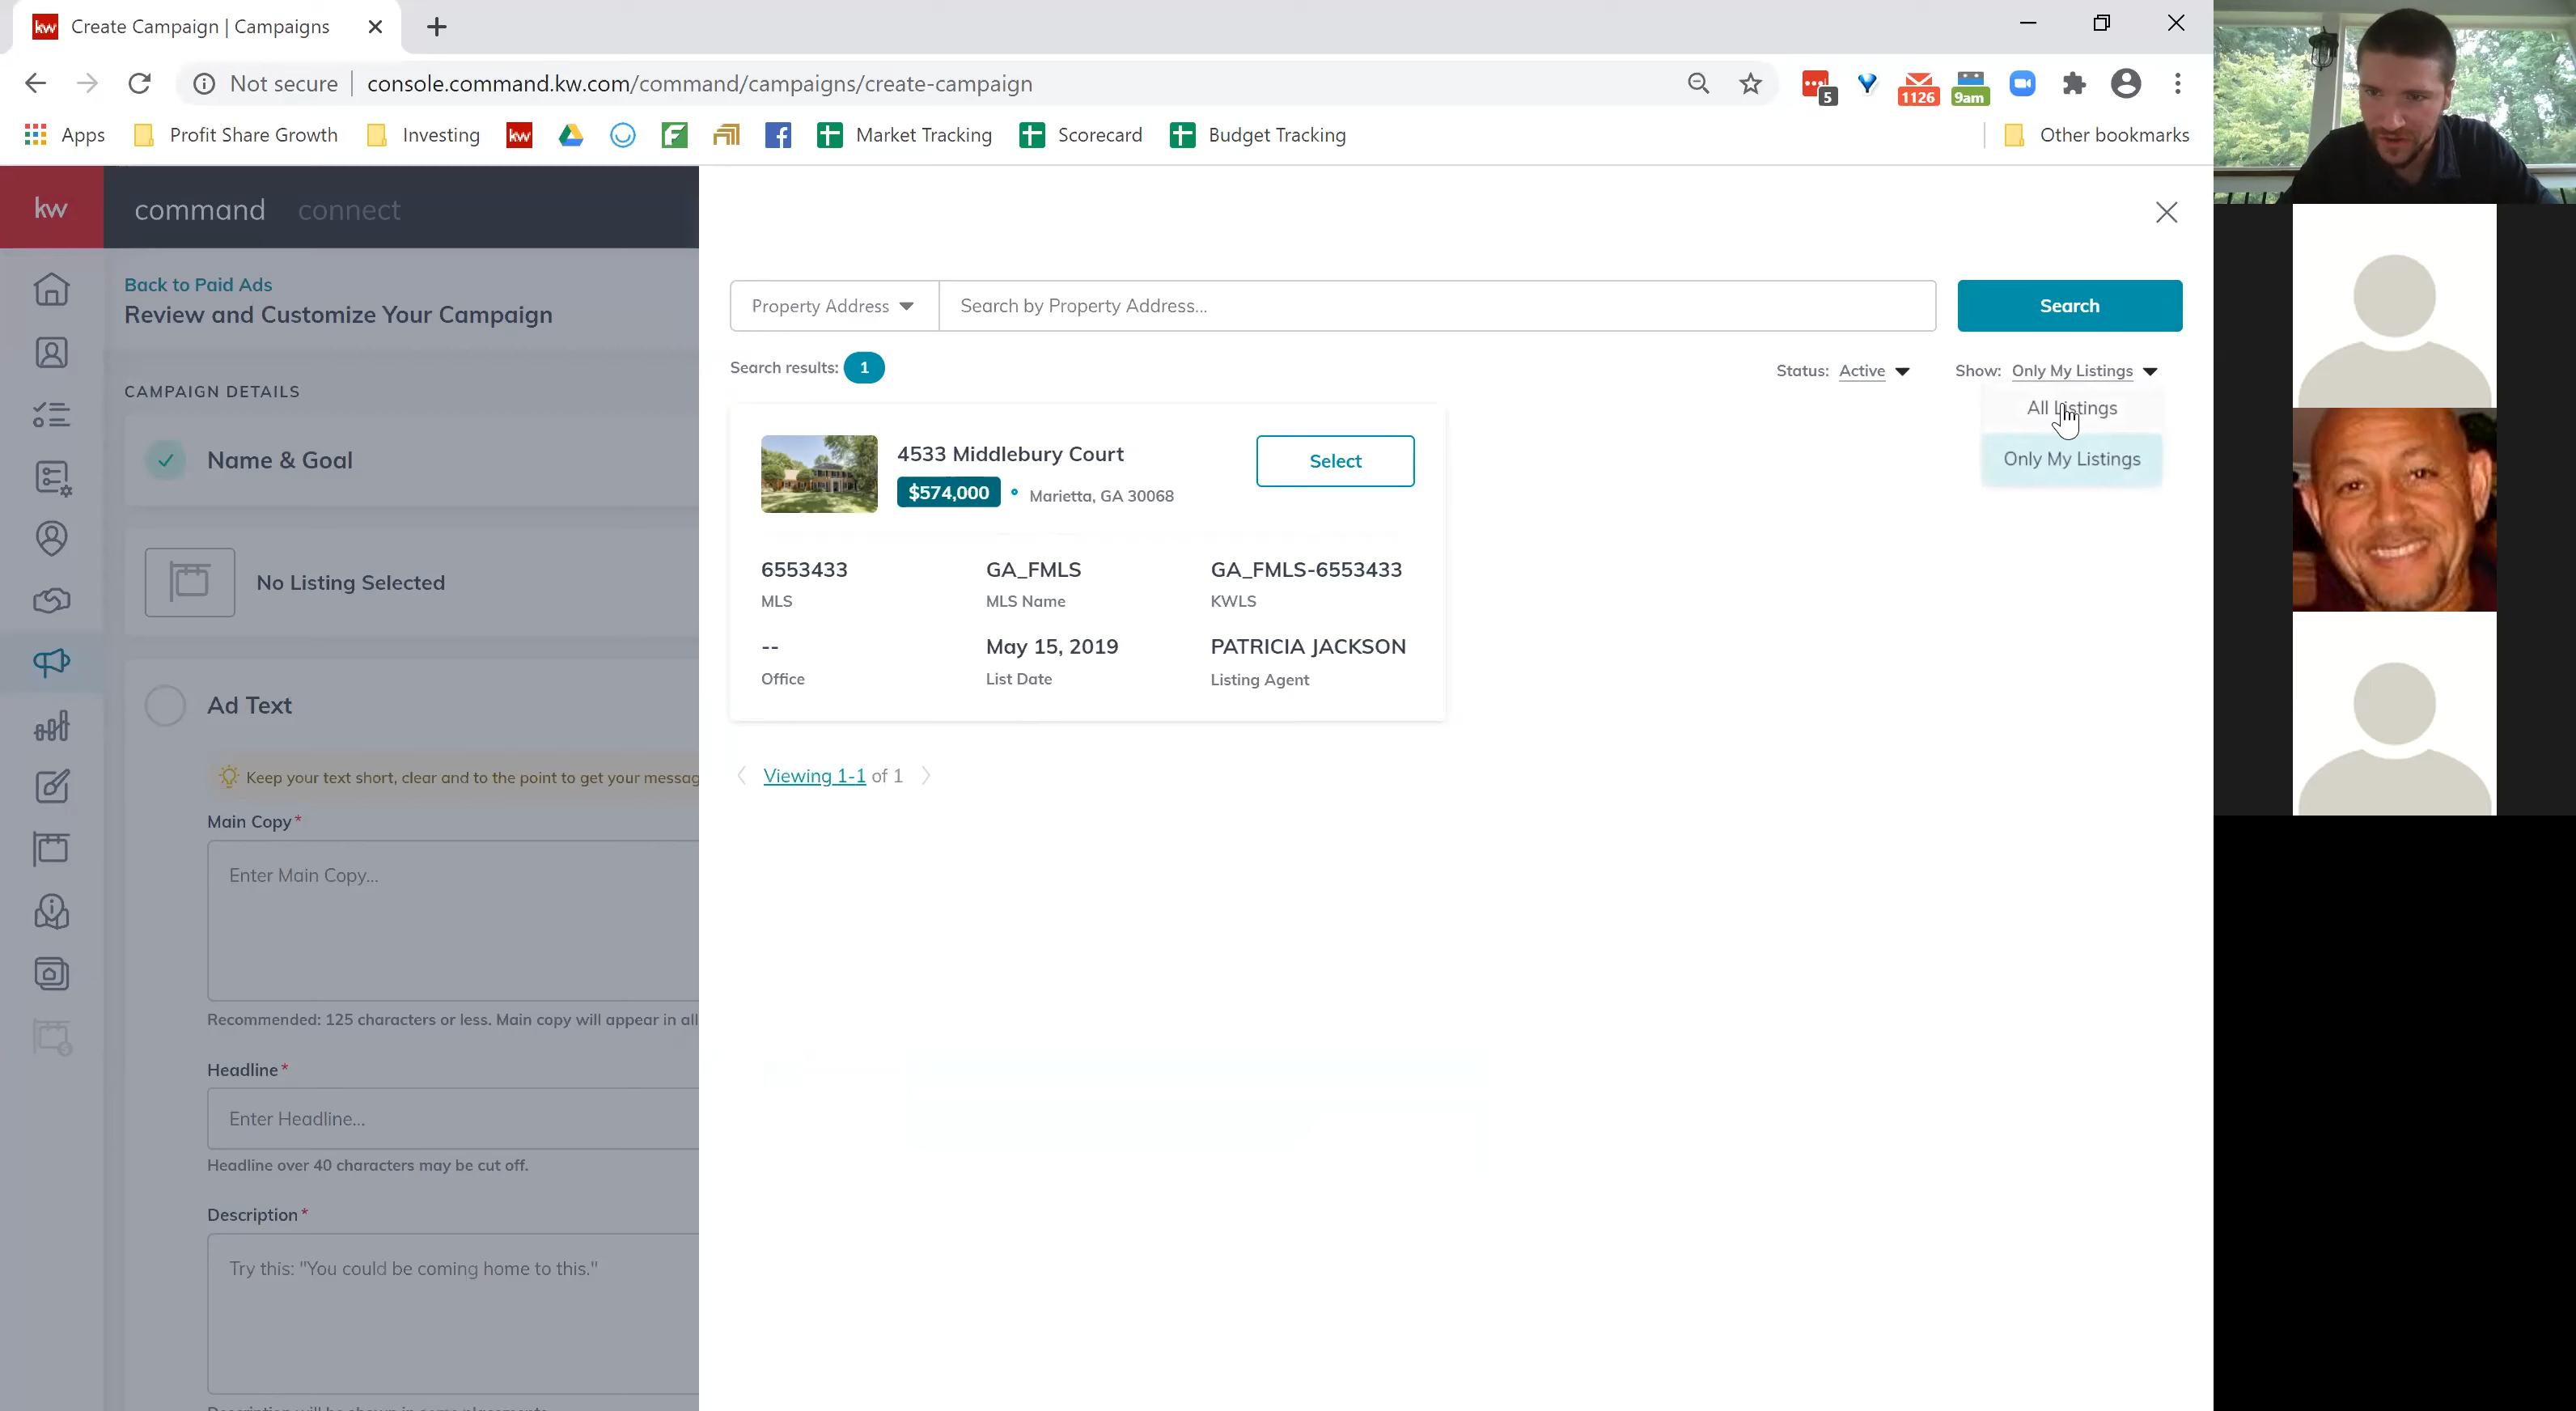 kw Create Campaign | Campaigns
Not secure console.command.kw.com/command/campaigns/create-campaign
5 1126 9am
Apps Profit Share Growth Investing kw Market Tracking Scorecard Budget Tracking Other bookmarks
kw command connect
Back to Paid Ads
Review and Customize Your Campaign
CAMPAIGN DETAILS
Name & Goal
No Listing Selected
Ad Text
Keep your text short, clear and to the point to get your messag
Main Copy*
Enter Main Copy...
Recommended: 125 characters or less. Main copy will appear in all
Headline*
Enter Headline...
Headline over 40 characters may be cut off.
Description*
Try this: "You could be coming home to this."
Property Address Search by Property Address... Search
Search results: 1 Status: Active Show: Only My Listings
All Listings
Only My Listings
4533 Middlebury Court Select
$574,000 Marietta, GA 30068
6553433 GA_FMLS GA_FMLS-6553433
MLS MLS Name KWLS
-- May 15, 2019 PATRICIA JACKSON
Office List Date Listing Agent
Viewing 1-1 of 1